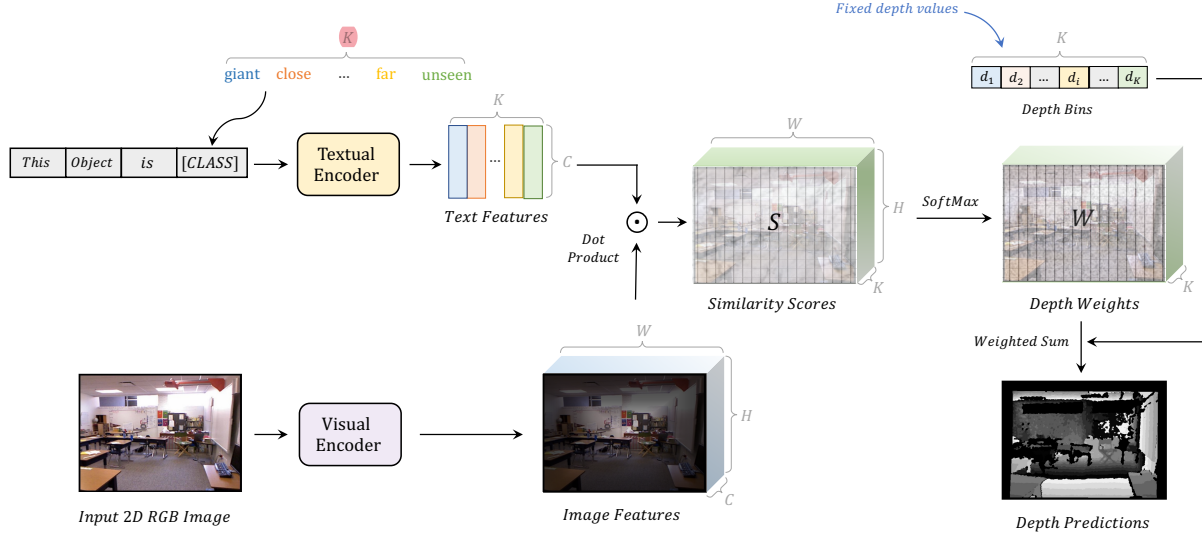 Fixed depth values
K
giant close ... far unseen
K
d1 d2 ... di ... dK
Depth Bins
This Object is [CLASS]
Textual
Encoder
K
C
Text Features
Dot
Product
W
H
S
K
Similarity Scores
SoftMax
W
K
Depth Weights
Weighted Sum
Input 2D RGB Image
Visual
Encoder
W
H
C
Image Features
Depth Predictions